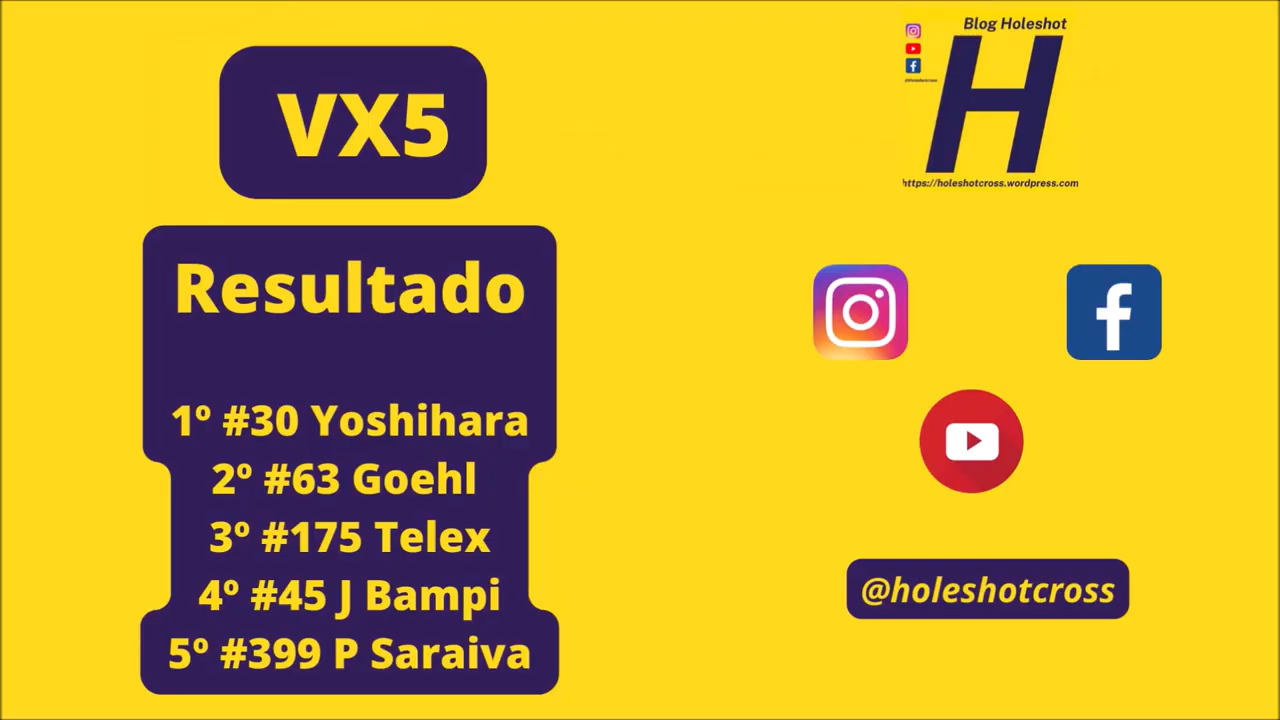 VX5
Resultado
1º #30 Yoshihara
2º #63 Goehl
3º #175 Telex
4º #45 J Bampi
5º #399 P Saraiva
Blog Holeshot
H
@holeshotcross
https://holeshotcross.wordpress.com
@holeshotcross